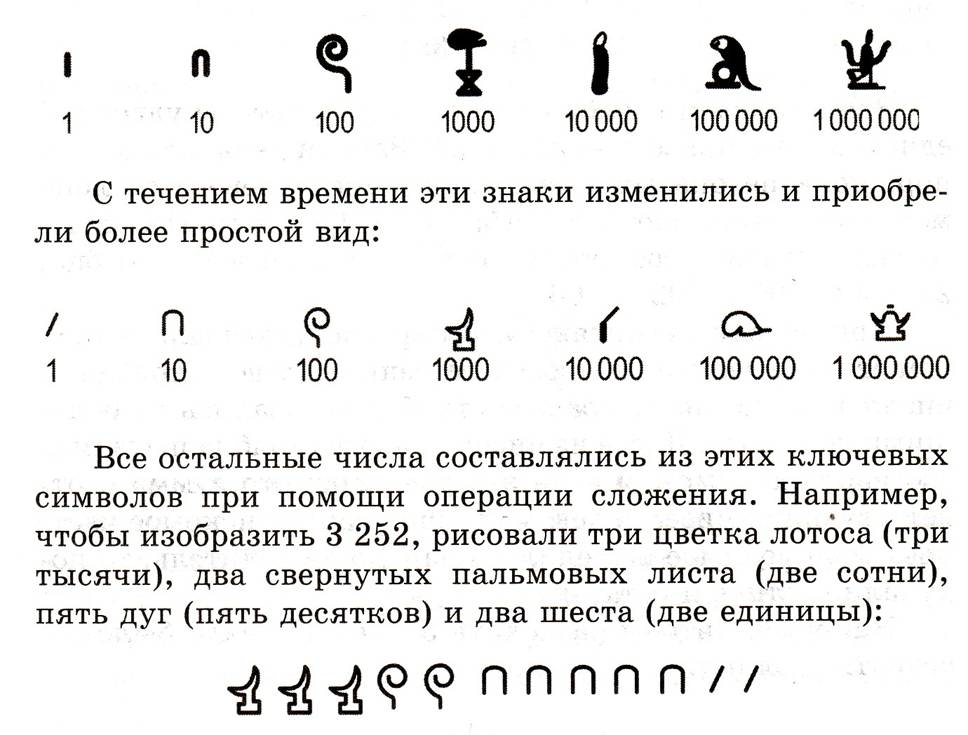 1 10 100 1000 10 000 100 000 1 000 000
С течением времени эти знаки изменились и приобре-
ли более простой вид:
1 10 100 1000 10 000 100 000 1 000 000
Все остальные числа составлялись из этих ключевых
символов при помощи операции сложения. Например,
чтобы изобразить 3 252, рисовали три цветка лотоса (три
тысячи), два свернутых пальмовых листа (две сотни),
пять дуг (пять десятков) и два шеста (две единицы):